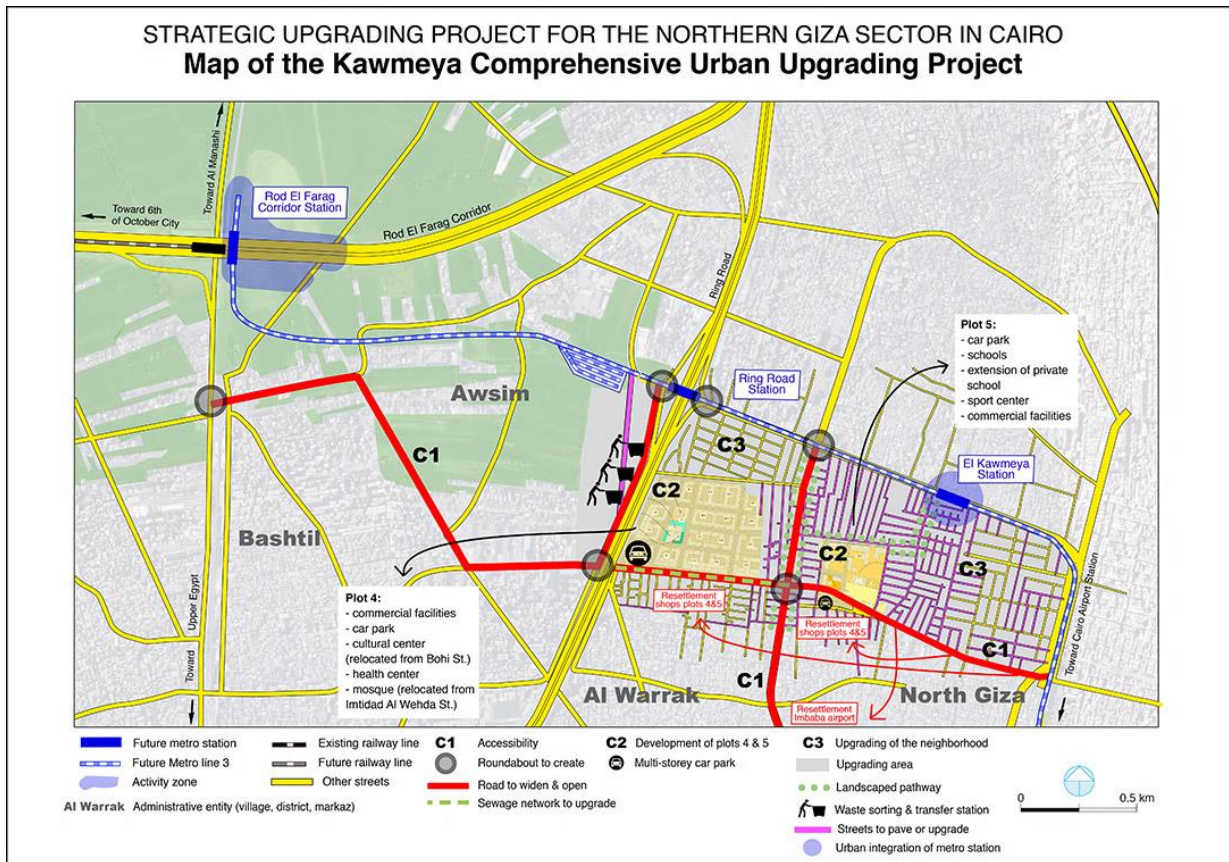 STRATEGIC UPGRADING PROJECT FOR THE NORTHERN GIZA SECTOR IN CAIRO
Map of the Kawmeya Comprehensive Urban Upgrading Project
Toward Al Manashi
Rod El Farag
Corridor Station
Toward 6th
of October City
Rod El Farag Corridor
Ring Road
Plot 5:
- car park
- schools
- extension of private
school
- sport center
- commercial facilities
Awsim
Ring Road
Station
C3
C1
El Kawmeya
Station
C2
Bashtil
C2
C3
Plot 4:
- commercial facilities
- car park
- cultural center
(relocated from Bohi St.)
- health center
- mosque (relocated from
Imtidad Al Wehda St.)
Resettlement
shops plots 4&5
Resettlement
shops plots 4&5
C1
Toward Cairo Airport Station
Upper Egypt
Toward
Al Warrak
C1
North Giza
Resettlement
Imbaba airport
Future metro station
Existing railway line
C1 Accessibility
C2 Development of plots 4 & 5
C3 Upgrading of the neighborhood
Future Metro line 3
Future railway line
Roundabout to create
Multi-storey car park
Upgrading area
Activity zone
Other streets
Road to widen & open
Landscaped pathway
Al Warrak Administrative entity (village, district, markaz)
Sewage network to upgrade
Waste sorting & transfer station
Streets to pave or upgrade
Urban integration of metro station
0 0.5 km